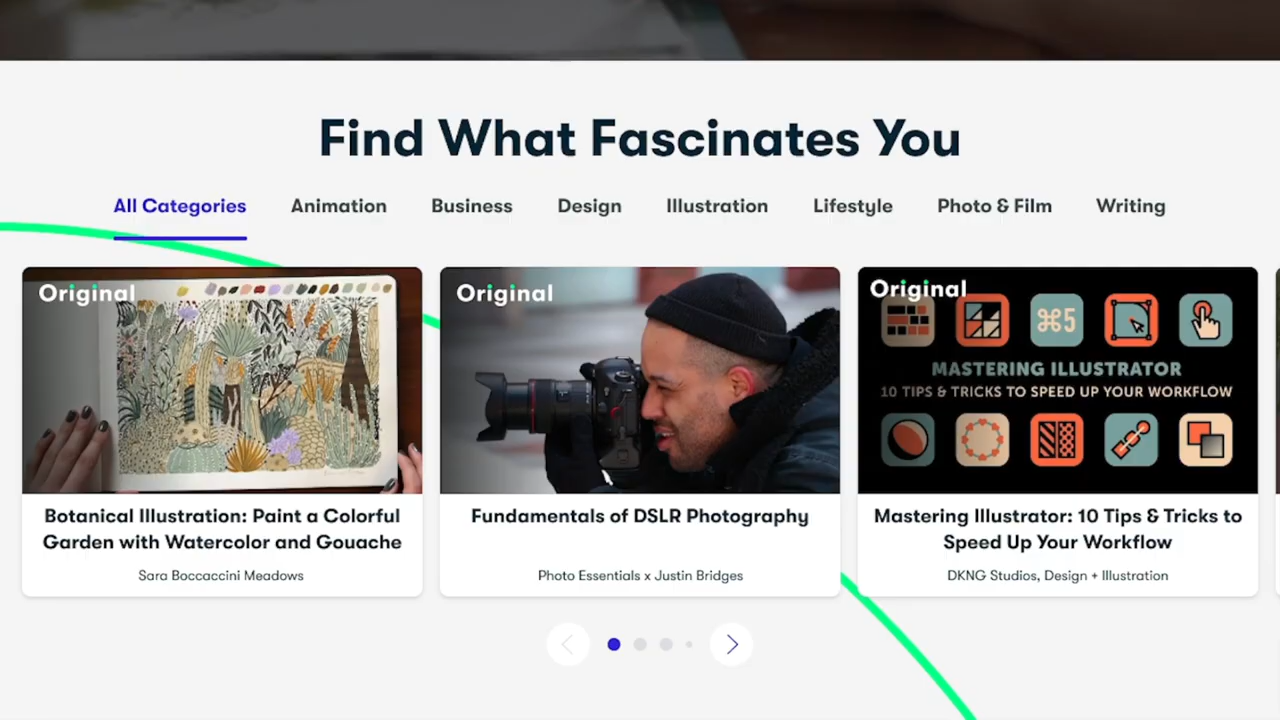 Find What Fascinates You
All Categories
Animation
Business
Design
Illustration
Lifestyle
Photo & Film
Writing
Original
Botanical Illustration: Paint a Colorful
Garden with Watercolor and Gouache
Sara Boccaccini Meadows
Original
Fundamentals of DSLR Photography
Photo Essentials x Justin Bridges
Original
⌘5
MASTERING ILLUSTRATOR
10 TIPS & TRICKS TO SPEED UP YOUR WORKFLOW
Mastering Illustrator: 10 Tips & Tricks to
Speed Up Your Workflow
DKNG Studios, Design + Illustration